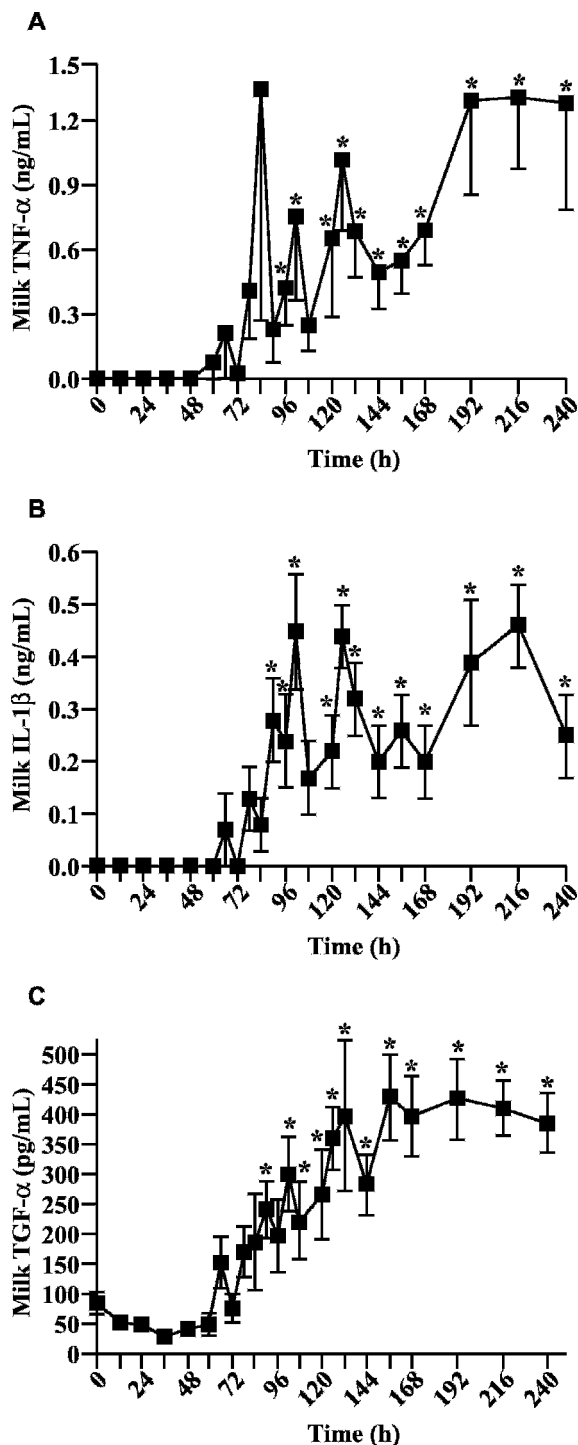 A
Milk TNF-α (ng/mL)
1.5
1.2
0.9
0.6
0.3
0.0
* * * * * * * * * * * *
0 24 48 72 96 120 144 168 192 216 240
Time (h)
B
Milk IL-1β (ng/mL)
0.6
0.5
0.4
0.3
0.2
0.1
0.0
* * * * * * * * * * * *
0 24 48 72 96 120 144 168 192 216 240
Time (h)
C
Milk TGF-α (pg/mL)
500
450
400
350
300
250
200
150
100
50
0
* * * * * * * * * * * *
0 24 48 72 96 120 144 168 192 216 240
Time (h)